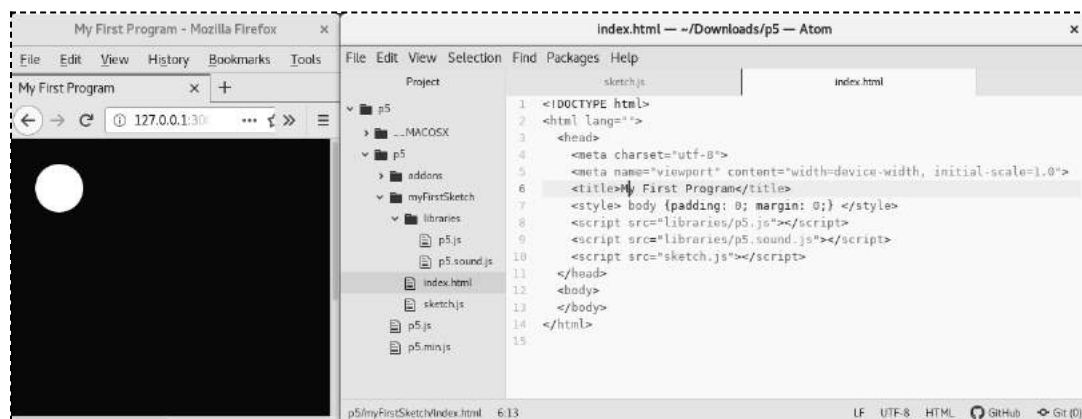 My First Program - Mozilla Firefox ×
File Edit View History Bookmarks Tools
My First Program × +
127.0.0.1:30 ··· »
index.html — ~/Downloads/p5 — Atom ×
File Edit View Selection Find Packages Help
Project
p5
__MACOSX
p5
addons
myFirstSketch
libraries
p5.js
p5.sound.js
index.html
sketch.js
p5.js
p5.min.js
sketch.js index.html
1 <!DOCTYPE html>
2 <html lang="">
3 <head>
4 <meta charset="utf-8">
5 <meta name="viewport" content="width=device-width, initial-scale=1.0">
6 <title>My First Program</title>
7 <style> body {padding: 0; margin: 0;} </style>
8 <script src="libraries/p5.js"></script>
9 <script src="libraries/p5.sound.js"></script>
10 <script src="sketch.js"></script>
11 </head>
12 <body>
13 </body>
14 </html>
15
p5/myFirstSketch/index.html 6:13 LF UTF-8 HTML GitHub Git (0)